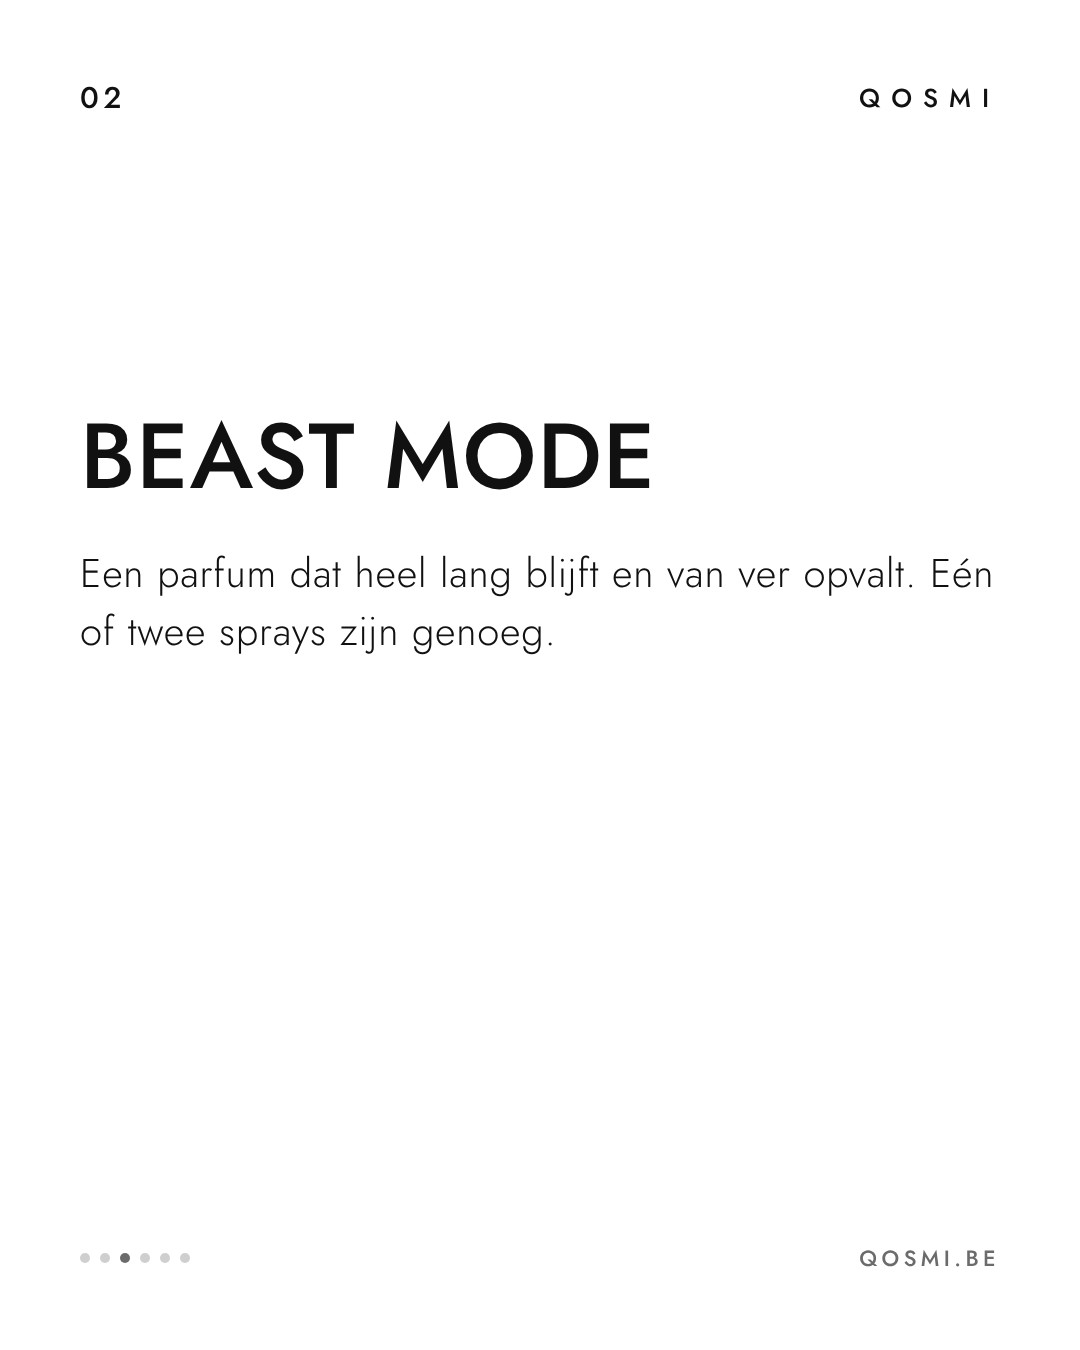 02
QOSMI
BEAST MODE
Een parfum dat heel lang blijft en van ver opvalt. Eén
of twee sprays zijn genoeg.
QOSMI.BE